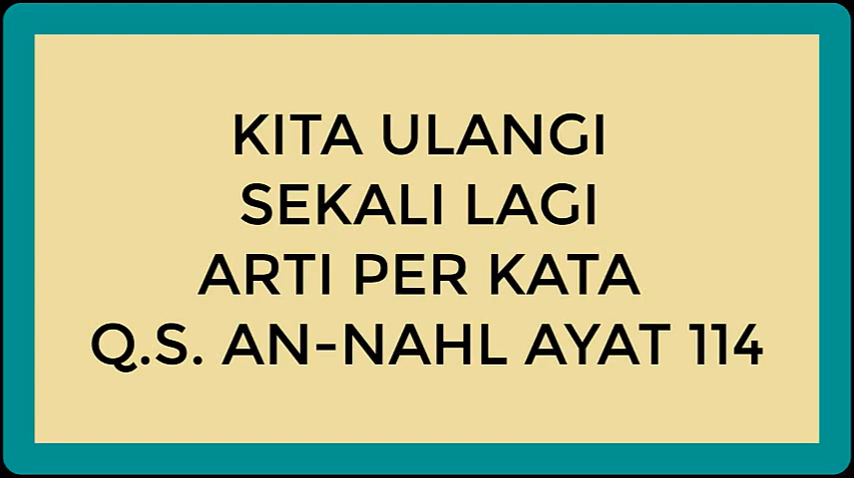 KITA ULANGI
SEKALI LAGI
ARTI PER KATA
Q.S. AN-NAHL AYAT 114